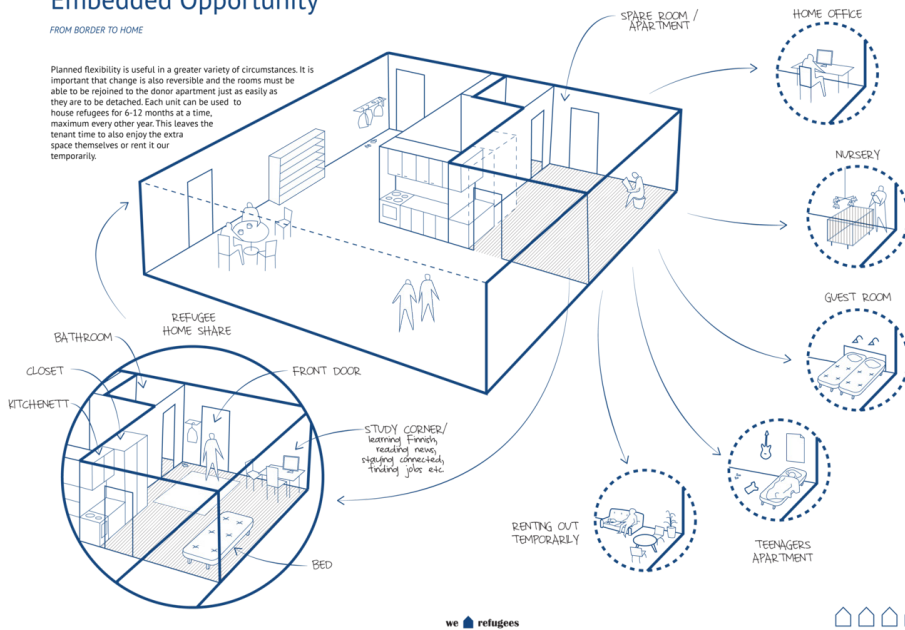 Embedded Opportunity
FROM BORDER TO HOME
Planned flexibility is useful in a greater variety of circumstances. It is
important that change is also reversible and the rooms must be
able to be rejoined to the donor apartment just as easily as
they are to be detached. Each unit can be used to
house refugees for 6-12 months at a time,
maximum every other year. This leaves the
tenant time to also enjoy the extra
space themselves or rent it our
temporarily.
SPARE ROOM /
APARTMENT
HOME OFFICE
NURSERY
GUEST ROOM
TEENAGERS
APARTMENT
RENTING OUT
TEMPORARILY
REFUGEE
HOME SHARE
BATHROOM
CLOSET
KITCHENETT
FRONT DOOR
STUDY CORNER/
learning Finnish,
reading news,
staying connected,
finding jobs etc
BED
we refugees